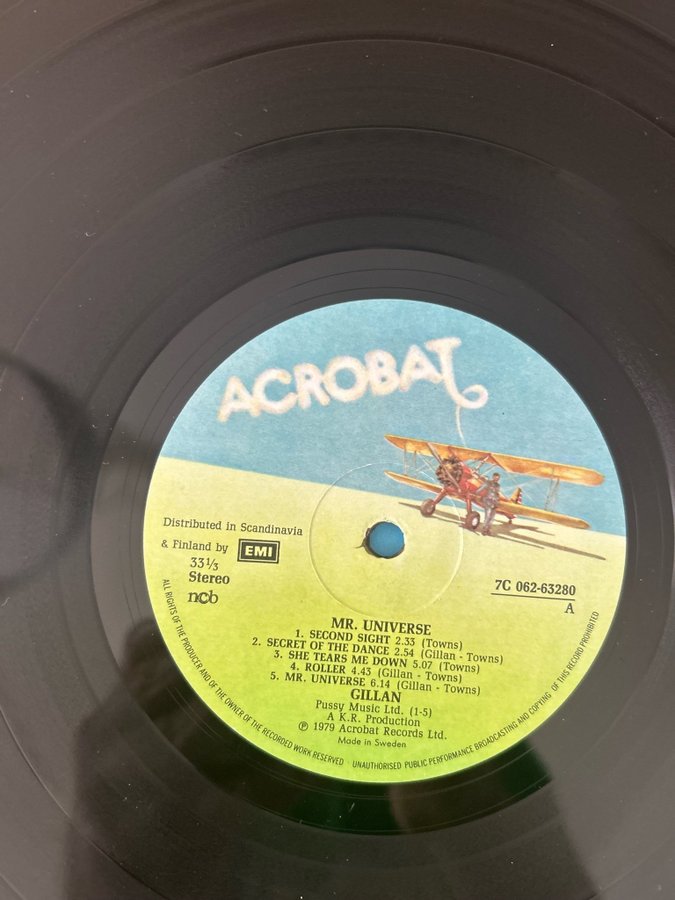 ACROBAT
Distributed in Scandinavia
& Finland by EMI
33⅓
Stereo
ncb
7C 062-63280
A
MR. UNIVERSE
1. SECOND SIGHT 2.33 (Towns)
2. SECRET OF THE DANCE 2.54 (Gillan - Towns)
3. SHE TEARS ME DOWN 5.07 (Towns)
4. ROLLER 4.43 (Gillan - Towns)
5. MR. UNIVERSE 6.14 (Gillan - Towns)
GILLAN
Pussy Music Ltd. (1-5)
A K.R. Production
℗ 1979 Acrobat Records Ltd.
Made in Sweden
ALL RIGHTS OF THE PRODUCER AND OF THE OWNER OF THE RECORDED WORK RESERVED · UNAUTHORISED PUBLIC PERFORMANCE BROADCASTING AND COPYING OF THIS RECORD PROHIBITED